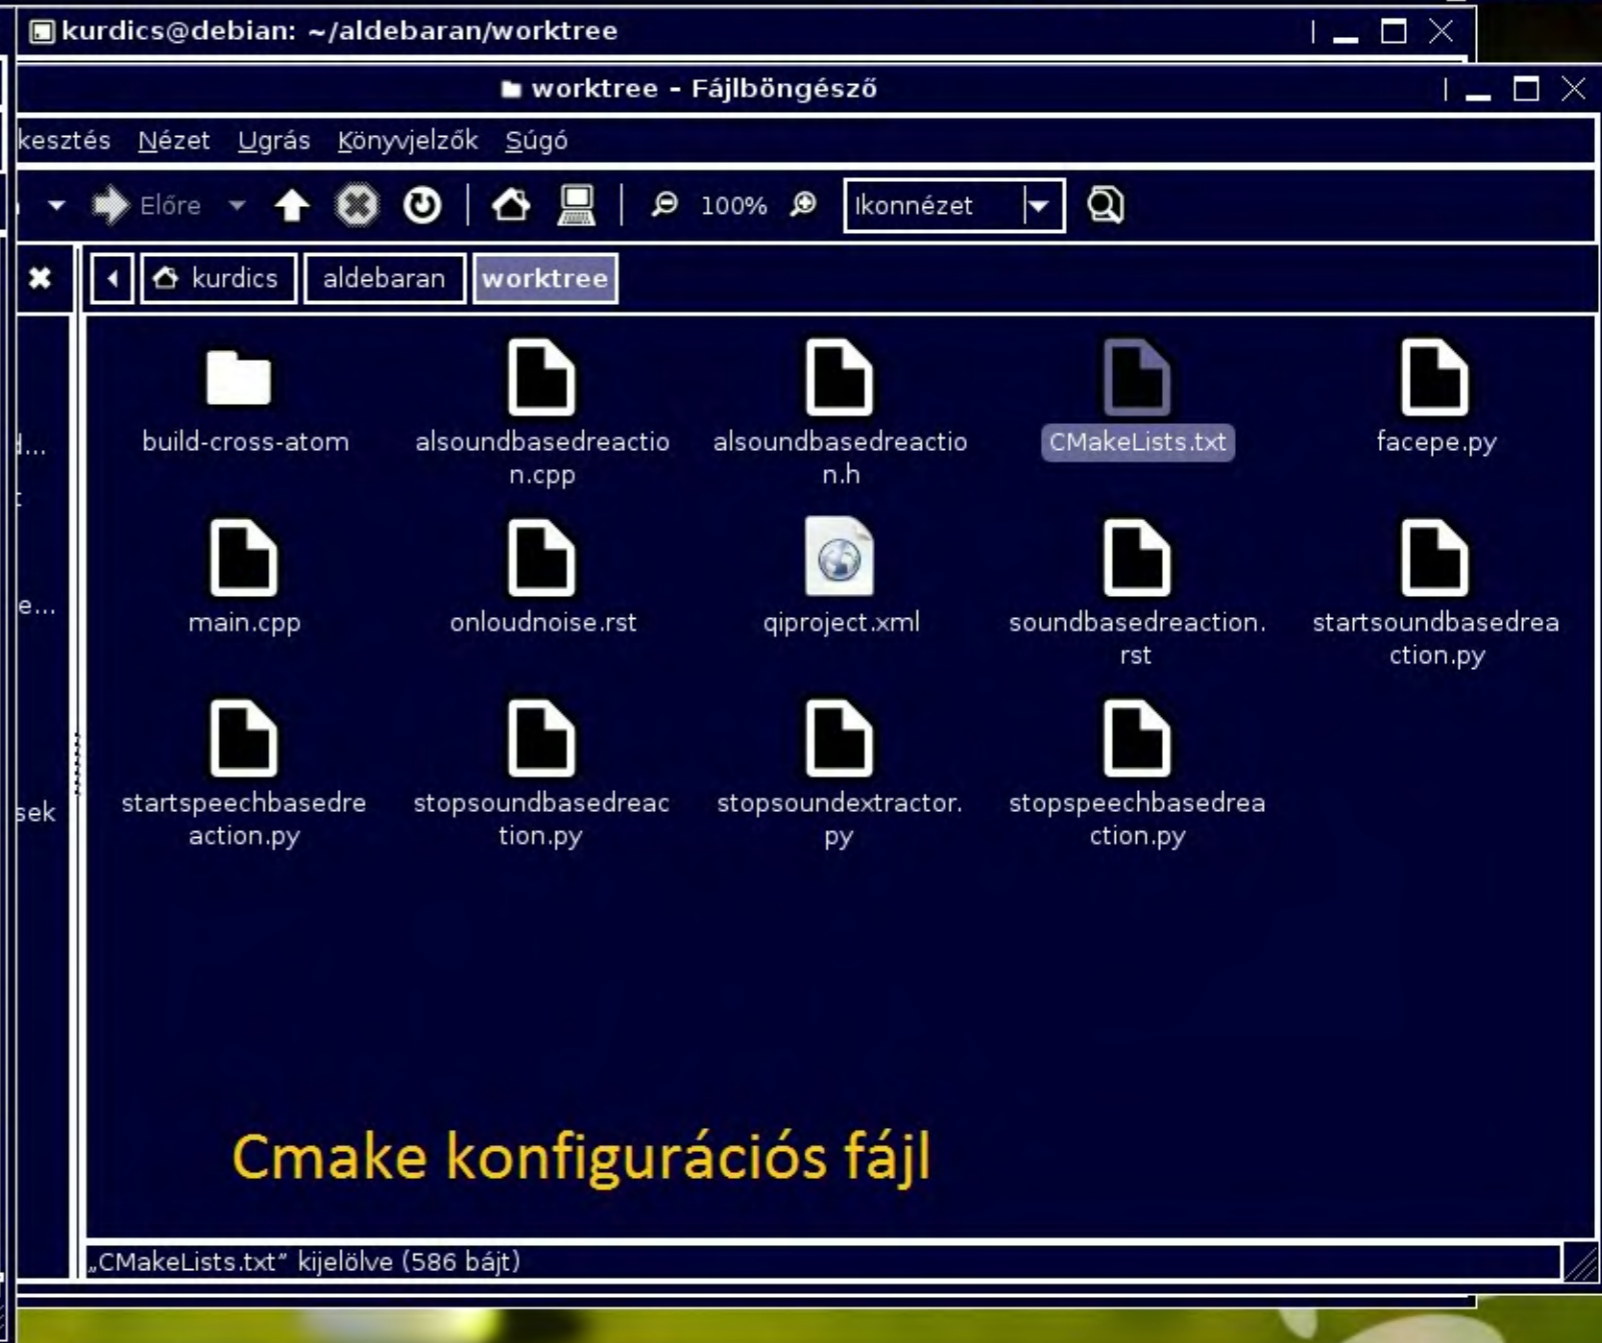 kurdics@debian: ~/aldebaran/worktree
worktree - Fájlböngésző
kesztés Nézet Ugrás Könyvjelzők Súgó
Előre 100% Ikonnézet
kurdics aldebaran worktree
build-cross-atom
alsoundbasedreactio
n.cpp
alsoundbasedreactio
n.h
CMakeLists.txt
facepe.py
main.cpp
onloudnoise.rst
qiproject.xml
soundbasedreaction.
rst
startsoundbasedrea
ction.py
startspeechbasedre
action.py
stopsoundbasedreac
tion.py
stopsoundextractor.
py
stopspeechbasedrea
ction.py
e...
sek
Cmake konfigurációs fájl
„CMakeLists.txt” kijelölve (586 bájt)